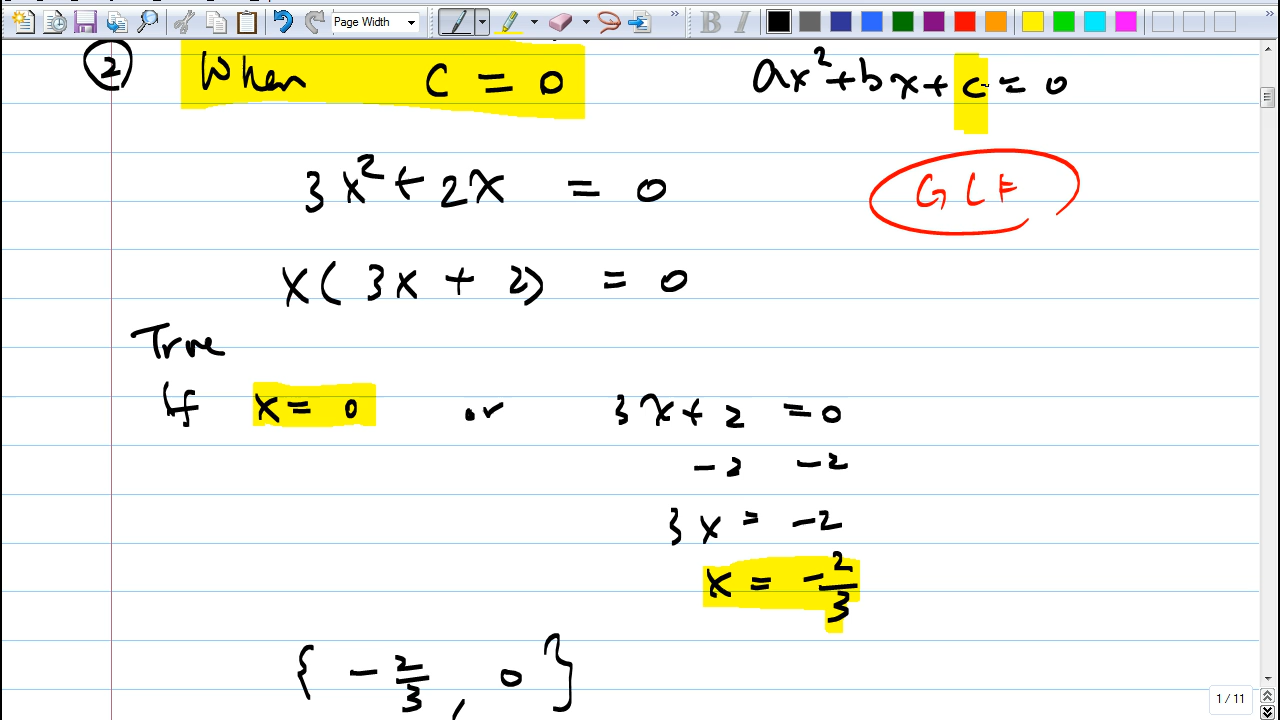 Page Width
B I
② When c = 0 ax² + bx + c = 0
3x² + 2x = 0 GCF
x(3x + 2) = 0
True
If x = 0 or 3x + 2 = 0
-2 -2
3x = -2
x = -2/3
{ -2/3 , 0 }
1 / 11